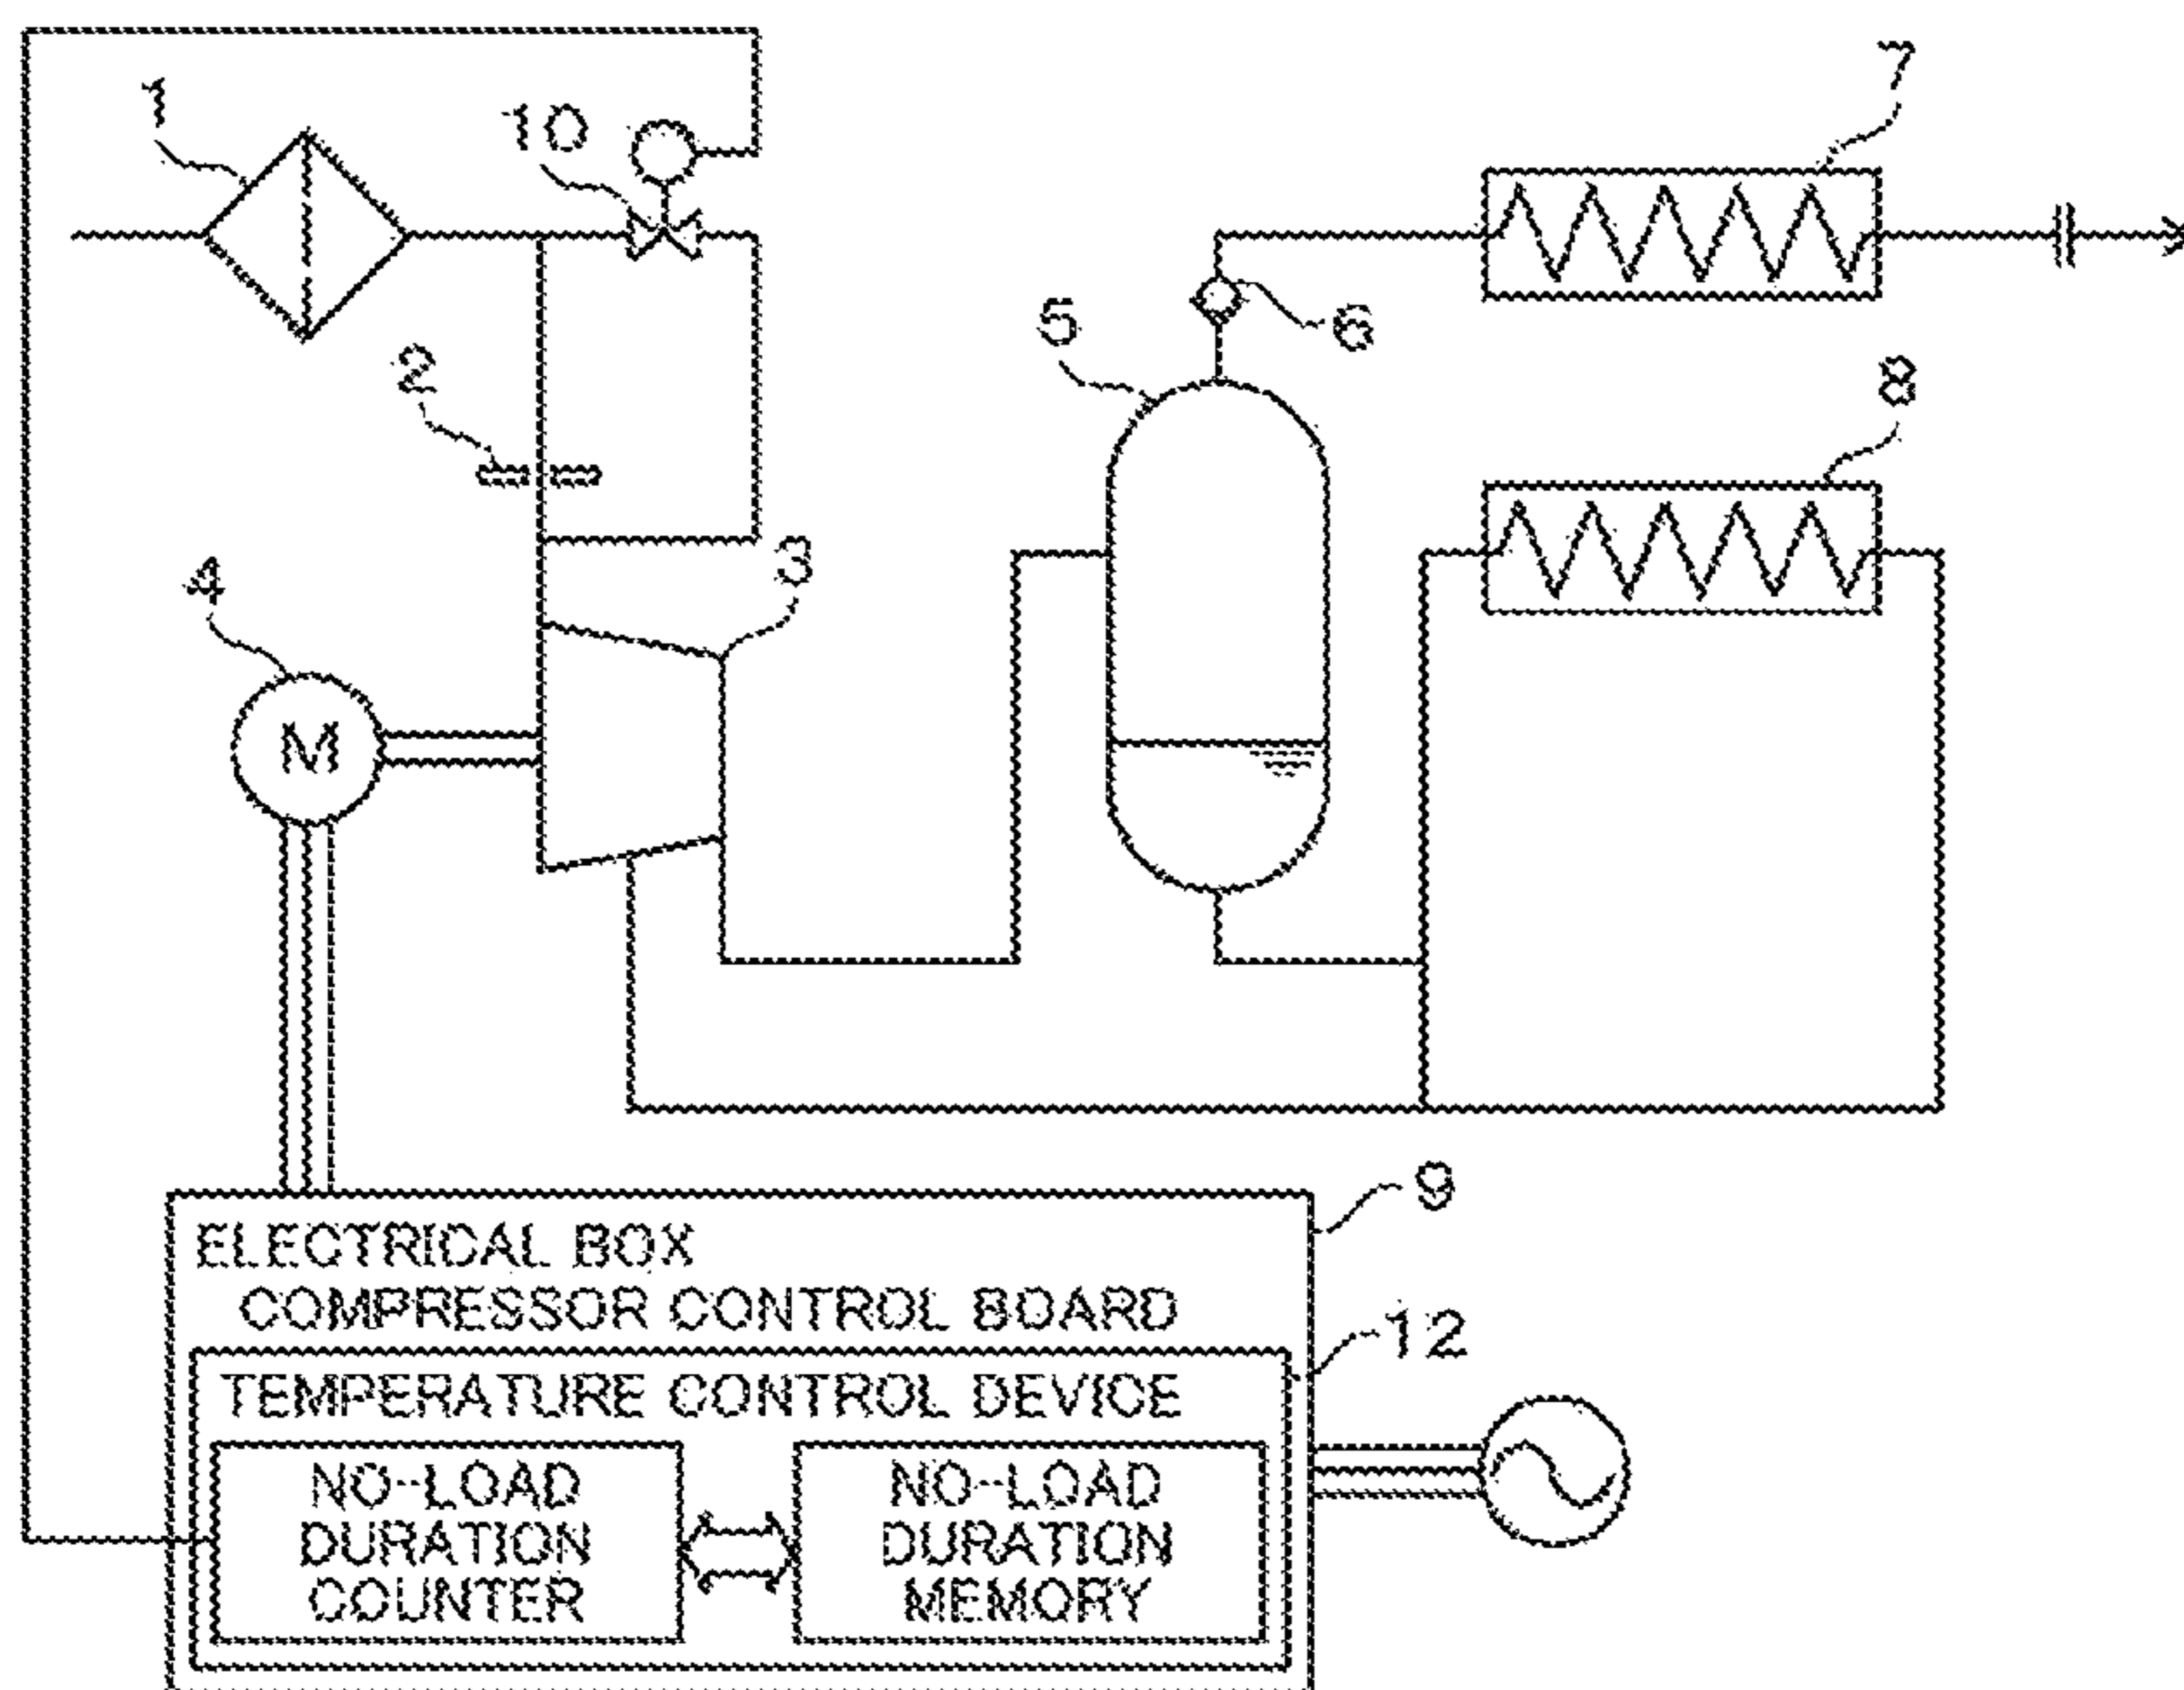 1
10
7
2
5
6
8
4
3
M
9
ELECTRICAL BOX
COMPRESSOR CONTROL BOARD
12
TEMPERATURE CONTROL DEVICE
NO-LOAD
DURATION
COUNTER
NO-LOAD
DURATION
MEMORY